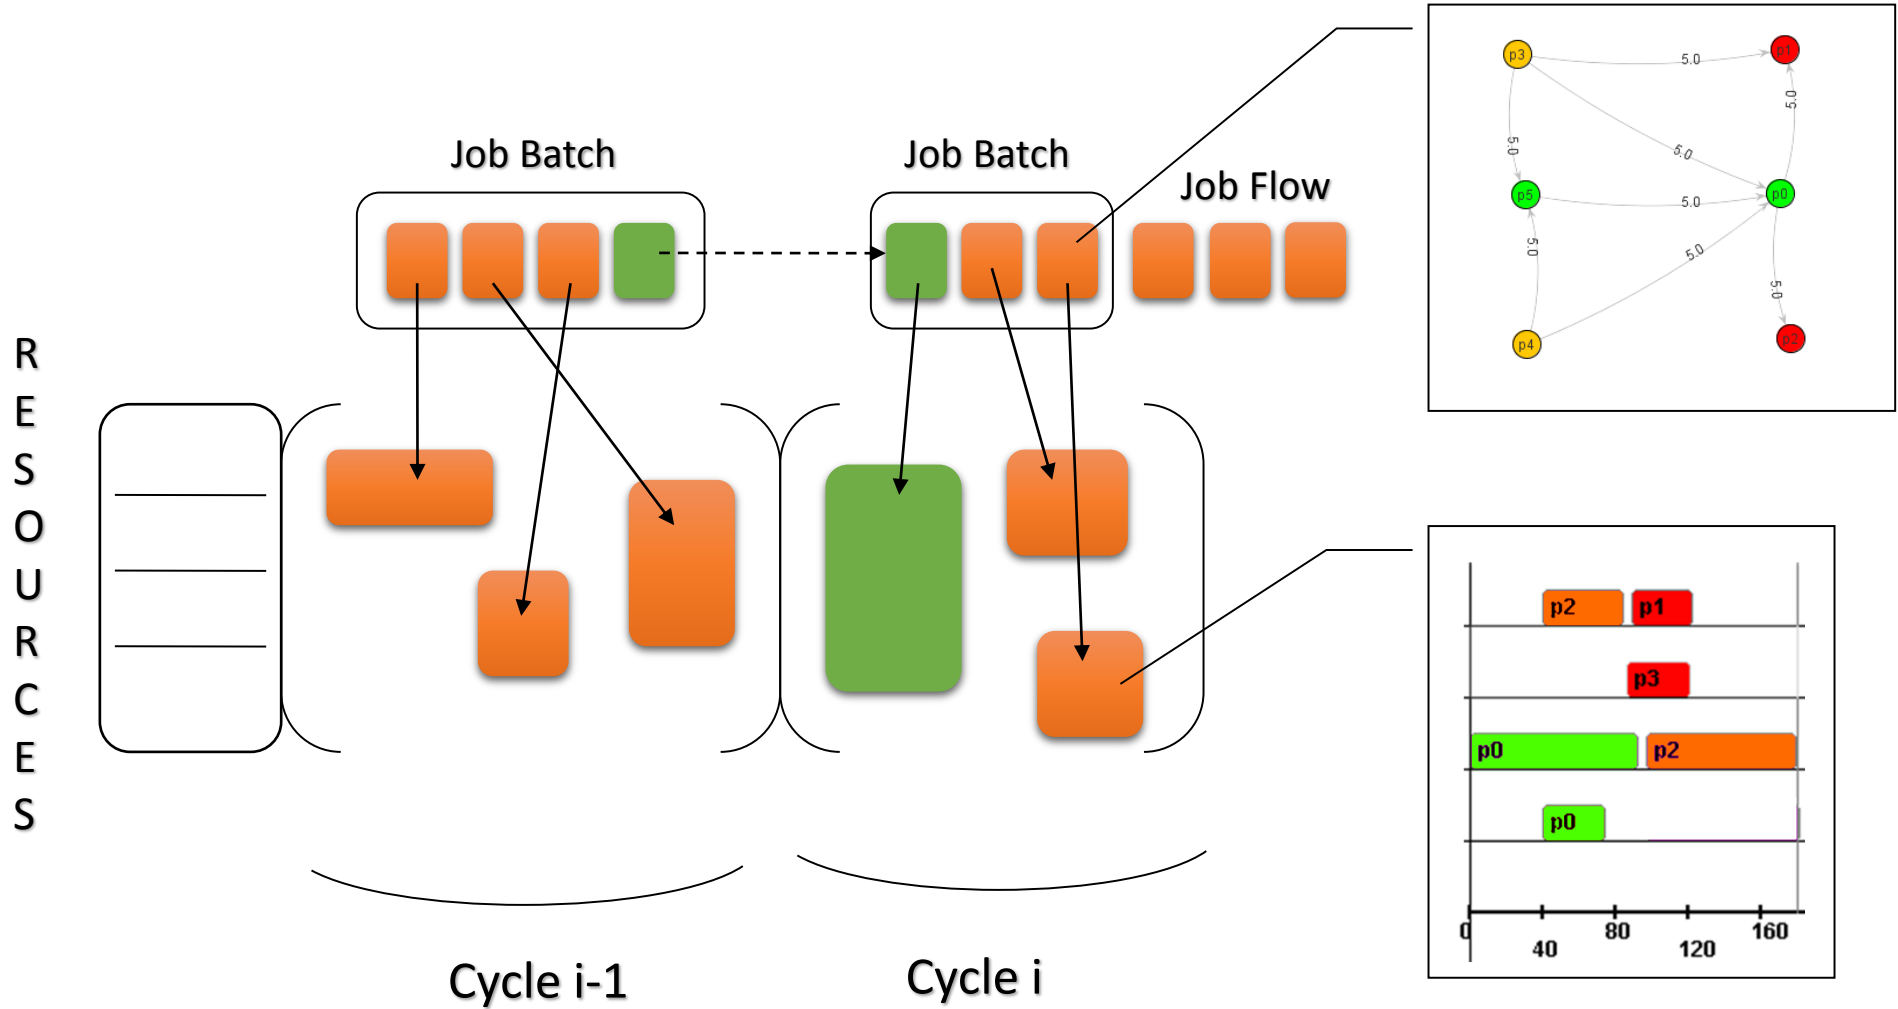 Job Batch
Job Batch
Job Flow
R
E
S
O
U
R
C
E
S
Cycle i-1
Cycle i
p3
p1
5.0
5.0
5.0
5.0
p5
5.0
p0
5.0
5.0
5.0
p4
p2
p2
p1
p3
p0
p2
p0
0
40
80
120
160